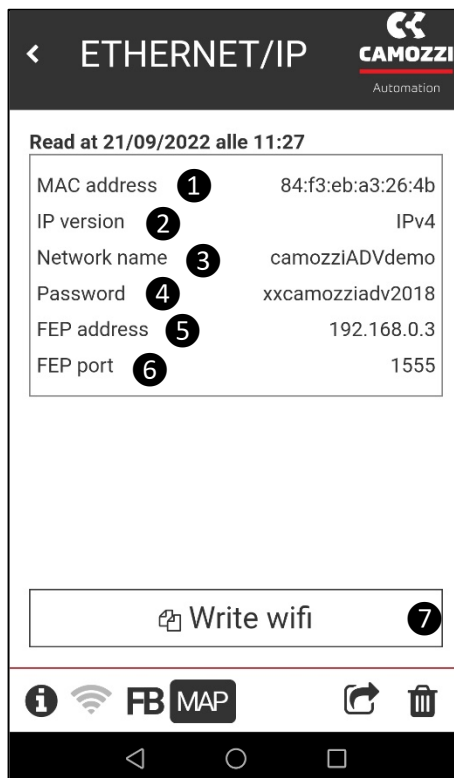 ETHERNET/IP
CAMOZZI
Automation
Read at 21/09/2022 alle 11:27
MAC address 1 84:f3:eb:a3:26:4b
IP version 2 IPv4
Network name 3 camozziADVdemo
Password 4 xxcamozziadv2018
FEP address 5 192.168.0.3
FEP port 6 1555
Write wifi 7
FB MAP